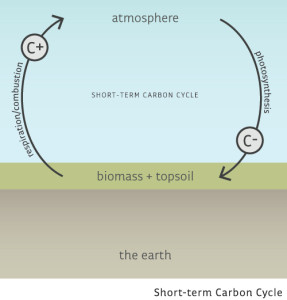 atmosphere
C+
respiration/combustion
SHORT-TERM CARBON CYCLE
photosynthesis
C-
biomass + topsoil
the earth
Short-term Carbon Cycle